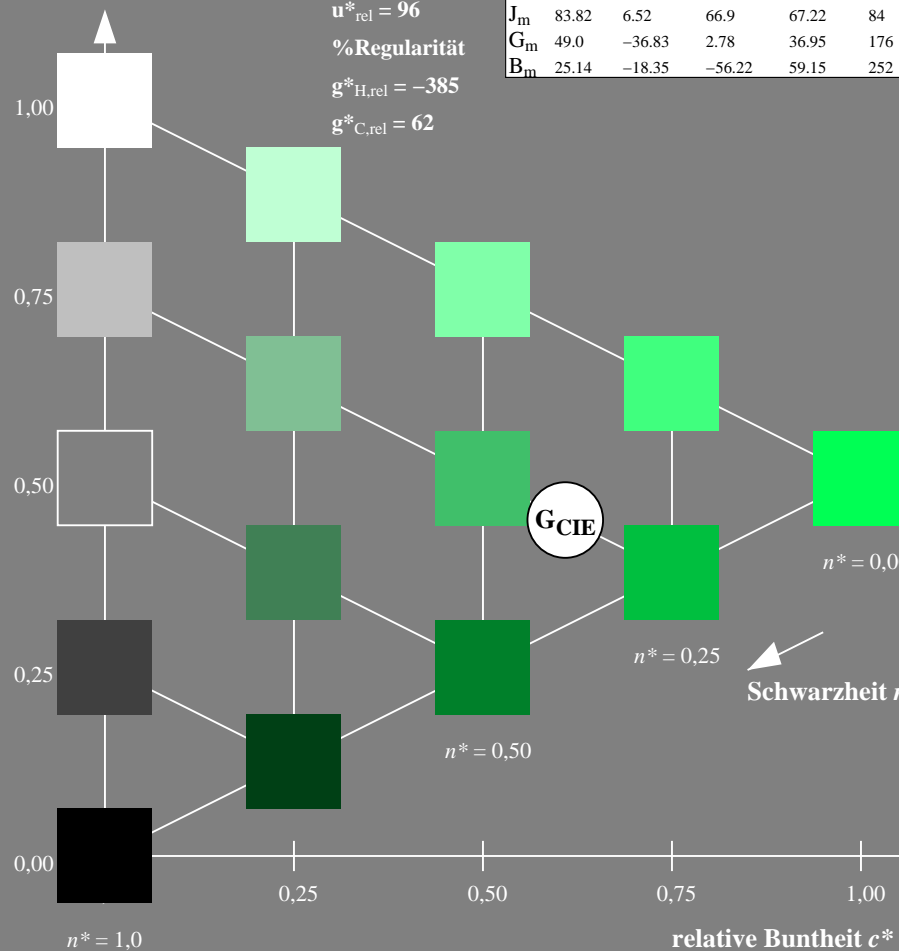 u*rel = 96
%Regularität
g*H,rel = −385
g*C,rel = 62
Jm 83.82 6.52 66.9 67.22 84
Gm 49.0 −36.83 2.78 36.95 176
Bm 25.14 −18.35 −56.22 59.15 252
1,00
0,75
0,50
GCIE
n* = 0,0
n* = 0,25
0,25
Schwarzheit n
n* = 0,50
0,00
0,25 0,50 0,75 1,00
n* = 1,0
relative Buntheit c*